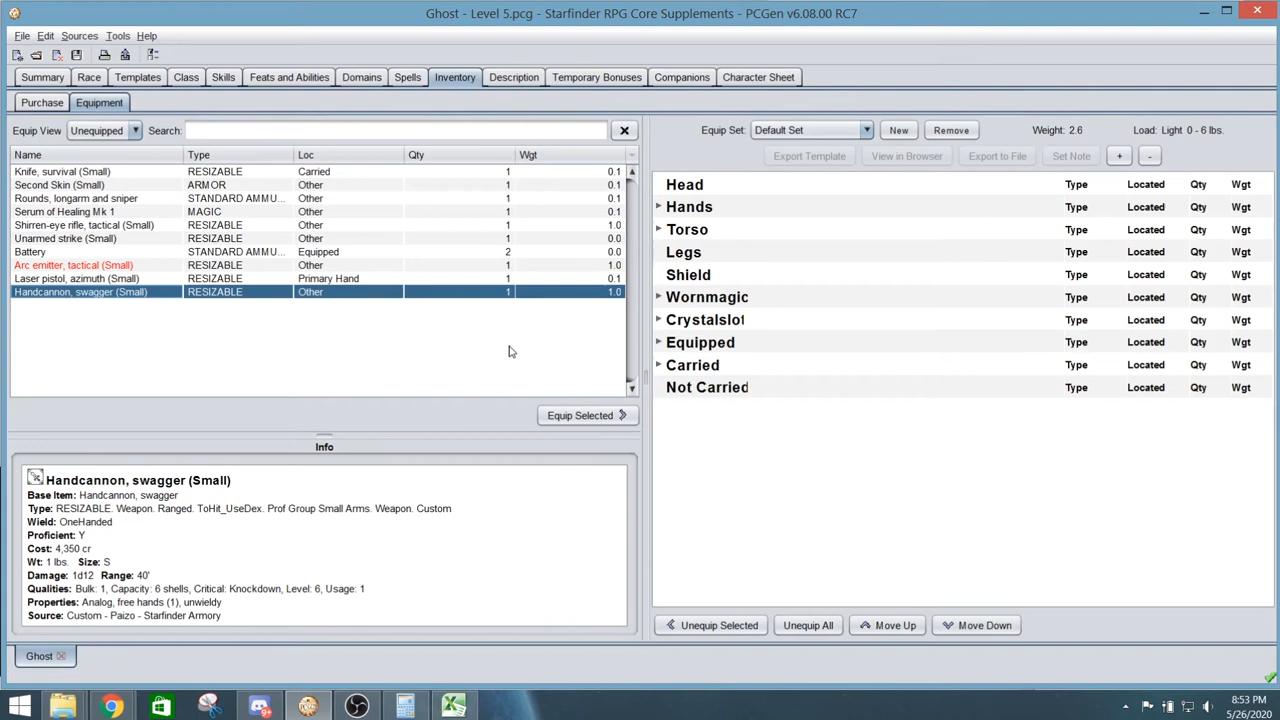 Ghost - Level 5.pcg - Starfinder RPG Core Supplements - PCGen v6.08.00 RC7
File Edit Sources Tools Help
Summary Race Templates Class Skills Feats and Abilities Domains Spells Inventory Description Temporary Bonuses Companions Character Sheet
Purchase Equipment
Equip View Unequipped Search: Equip Set: Default Set New Remove Weight: 2.6 Load: Light 0 - 6 lbs.
Export Template View in Browser Export to File Set Note + -
Name Type Loc Qty Wgt
Knife, survival (Small) RESIZABLE Carried 1 0.1
Second Skin (Small) ARMOR Other 1 0.1
Rounds, longarm and sniper STANDARD AMMU... Other 1 0.1
Serum of Healing Mk 1 MAGIC Other 1 0.1
Shirren-eye rifle, tactical (Small) RESIZABLE Other 1 1.0
Unarmed strike (Small) RESIZABLE Other 1 0.0
Battery STANDARD AMMU... Equipped 2 0.0
Arc emitter, tactical (Small) RESIZABLE Other 1 1.0
Laser pistol, azimuth (Small) RESIZABLE Primary Hand 1 0.1
Handcannon, swagger (Small) RESIZABLE Other 1 1.0
Equip Selected
Head Type Located Qty Wgt
Hands Type Located Qty Wgt
Torso Type Located Qty Wgt
Legs Type Located Qty Wgt
Shield Type Located Qty Wgt
Wornmagic Type Located Qty Wgt
Crystalslot Type Located Qty Wgt
Equipped Type Located Qty Wgt
Carried Type Located Qty Wgt
Not Carried Type Located Qty Wgt
Info
Handcannon, swagger (Small)
Base Item: Handcannon, swagger
Type: RESIZABLE. Weapon. Ranged. ToHit_UseDex. Prof Group Small Arms. Weapon. Custom
Wield: OneHanded
Proficient: Y
Cost: 4,350 cr
Wt: 1 lbs. Size: S
Damage: 1d12 Range: 40'
Qualities: Bulk: 1, Capacity: 6 shells, Critical: Knockdown, Level: 6, Usage: 1
Properties: Analog, free hands (1), unwieldy
Source: Custom - Paizo - Starfinder Armory
Unequip Selected Unequip All Move Up Move Down
Ghost
8:53 PM
5/26/2020